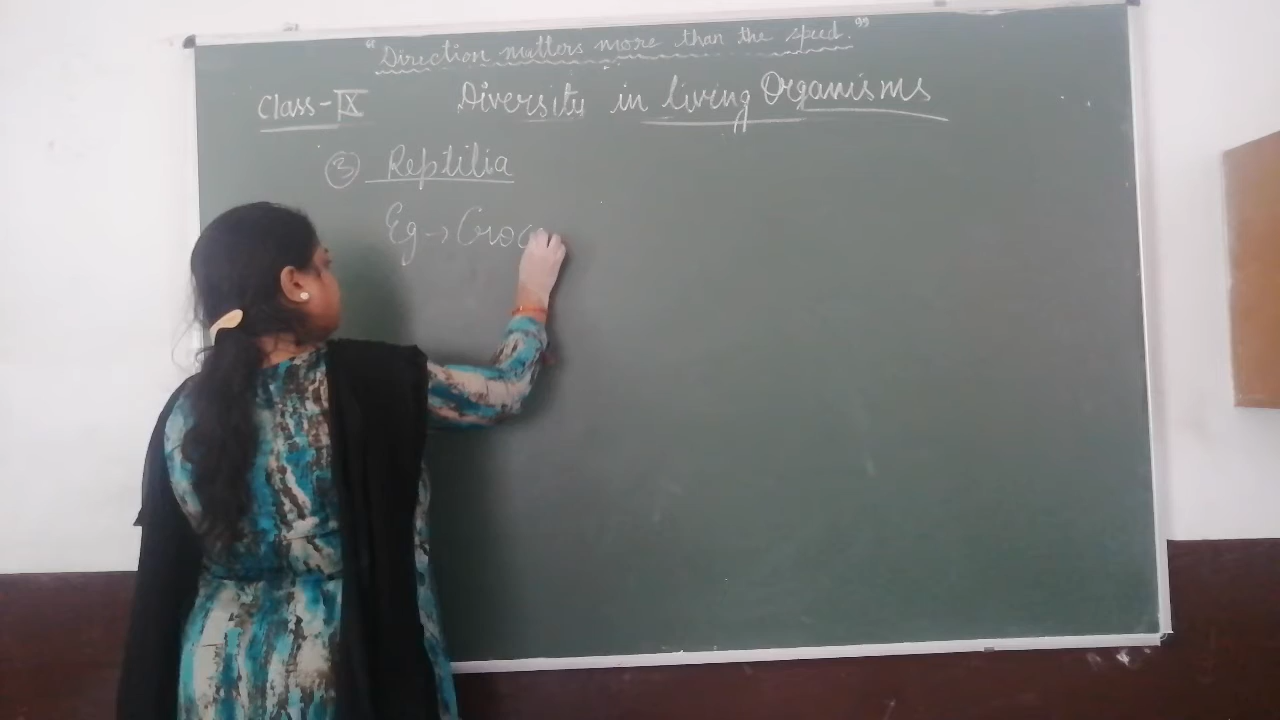 "Direction matters more than the speed."
Class-IX Diversity in living Organisms
③ Reptilia
Eg → Croc